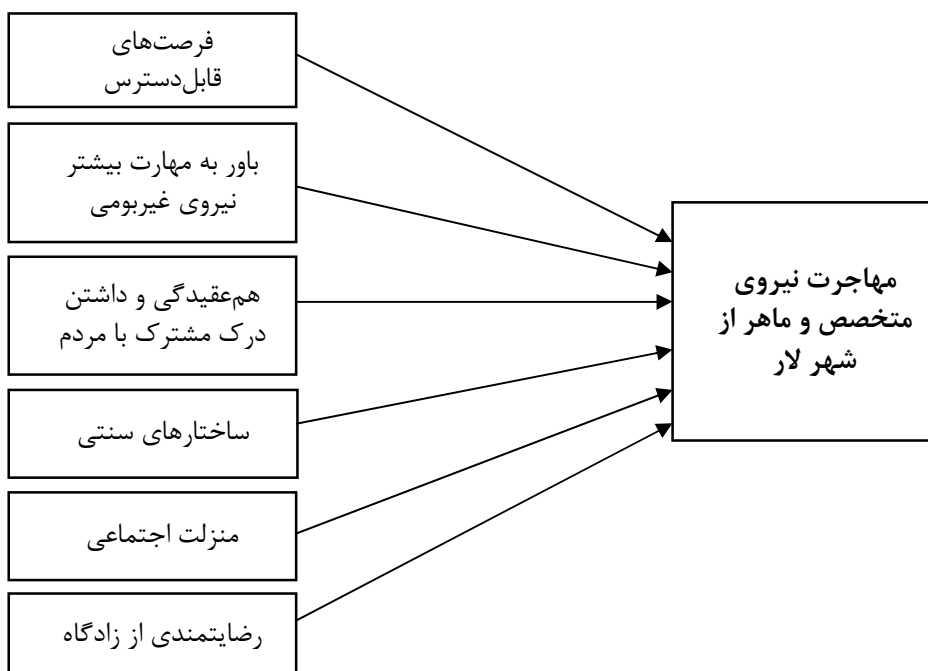 فرصت‌های
قابل‌دسترس
باور به مهارت بیشتر
نیروی غیربومی
هم‌عقیدگی و داشتن
درک مشترک با مردم
ساختارهای سنتی
منزلت اجتماعی
رضایتمندی از زادگاه
مهاجرت نیروی
متخصص و ماهر از
شهر لار